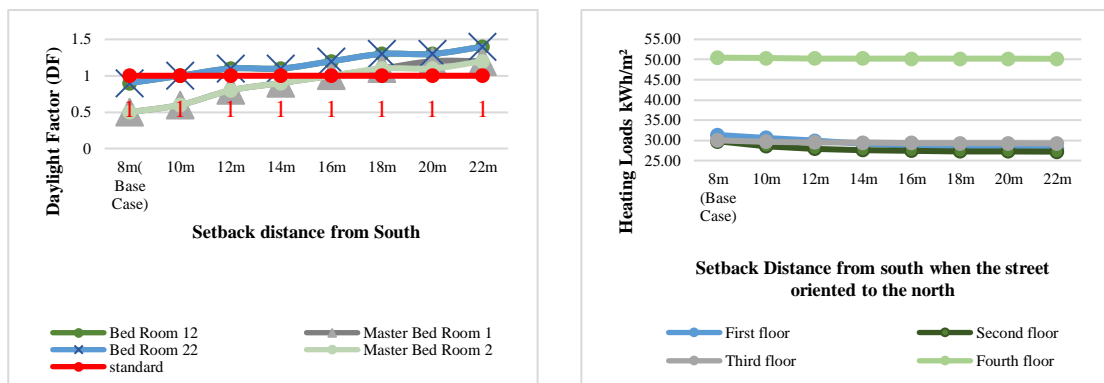 Daylight Factor (DF)
1.5
1
0.5
0
1 1 1 1 1 1 1 1
8m( Base Case) 10m 12m 14m 16m 18m 20m 22m
Setback distance from South
Bed Room 12 Master Bed Room 1
Bed Room 22 Master Bed Room 2
standard
Heating Loads kWh/m²
55.00
50.00
45.00
40.00
35.00
30.00
25.00
8m (Base Case) 10m 12m 14m 16m 18m 20m 22m
Setback Distance from south when the street
oriented to the north
First floor Second floor
Third floor Fourth floor